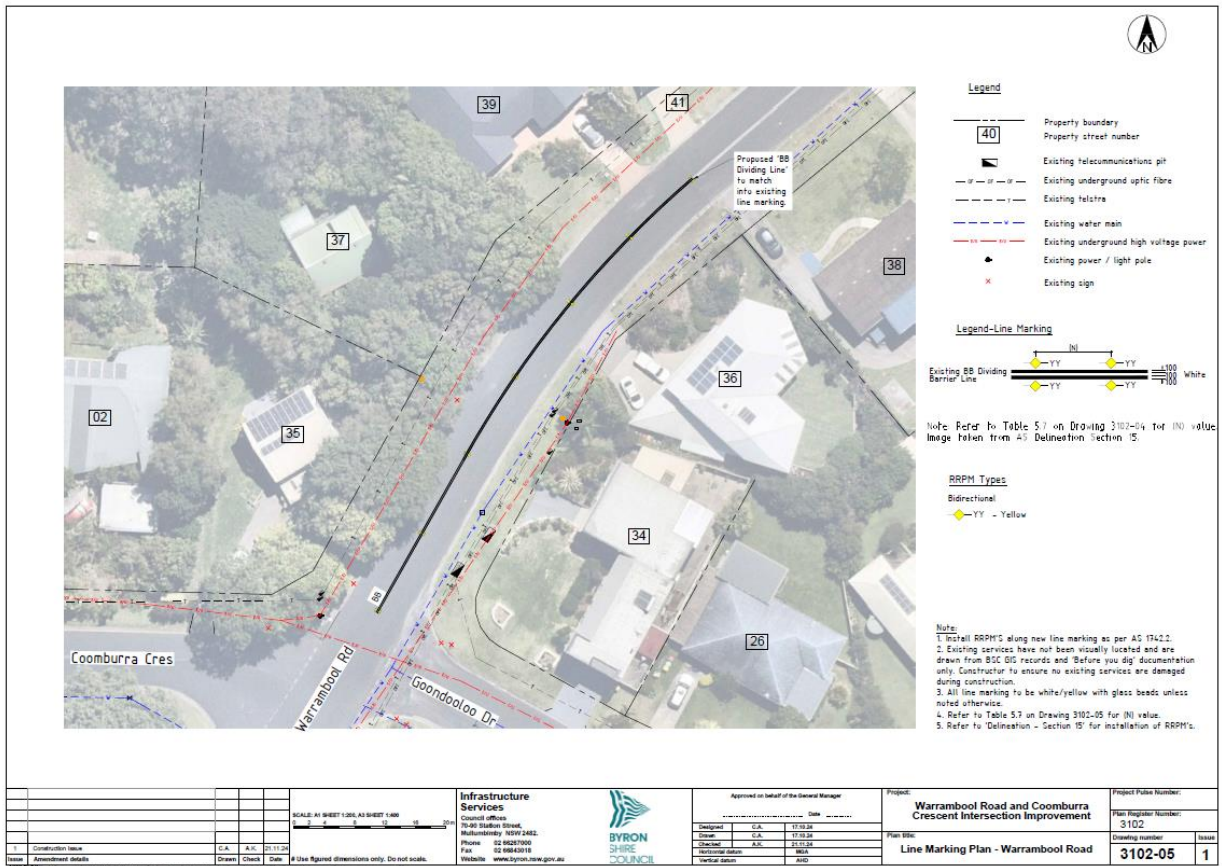 N
39
41
Proposed 'BB
Dividing Line'
to match
into existing
line marking.
37
38
36
02
35
34
26
BB
Coomburra Cres
Warrambool Rd
Goondooloo Dr
Legend
Property boundary
40
Property street number
Existing telecommunications pit
Existing underground optic fibre
Existing telstra
Existing water main
Existing underground high voltage power
Existing power / light pole
Existing sign
Legend-Line Marking
(N)
YY YY
Existing BB Dividing
Barrier Line
100
100
100
White
YY YY
Note: Refer to Table 5.7 on Drawing 3102-04 for (N) value.
Image taken from AS Delineation Section 15.
RRPM Types
Bidirectional
YY - Yellow
Note:
1. Install RRPM'S along new line marking as per AS 1742.2.
2. Existing services have not been visually located and are
drawn from BSC GIS records and 'Before you dig' documentation
only. Constructor to ensure no existing services are damaged
during construction.
3. All line marking to be white/yellow with glass beads unless
noted otherwise.
4. Refer to Table 5.7 on Drawing 3102-05 for (N) value.
5. Refer to 'Delineation - Section 15' for installation of RRPM's.
1 Construction Issue C.A. A.K. 21.11.24
Issue Amendment details Drawn Check Date
SCALE: A1 SHEET 1:200, A3 SHEET 1:400
0 2 4 8 12 16 20m
# Use figured dimensions only. Do not scale.
Infrastructure
Services
Council offices
70-90 Station Street,
Mullumbimby NSW 2482.
Phone 02 66267000
Fax 02 66843018
Website www.byron.nsw.gov.au
BYRON
SHIRE
COUNCIL
Approved on behalf of the General Manager
Date
Designed C.A. 17.10.24
Drawn C.A. 17.10.24
Checked A.K. 21.11.24
Horizontal datum MGA
Vertical datum AHD
Project:
Warrambool Road and Coomburra
Crescent Intersection Improvement
Plan title:
Line Marking Plan - Warrambool Road
Project Pulse Number:
Plan Register Number:
3102
Drawing number Issue
3102-05 1